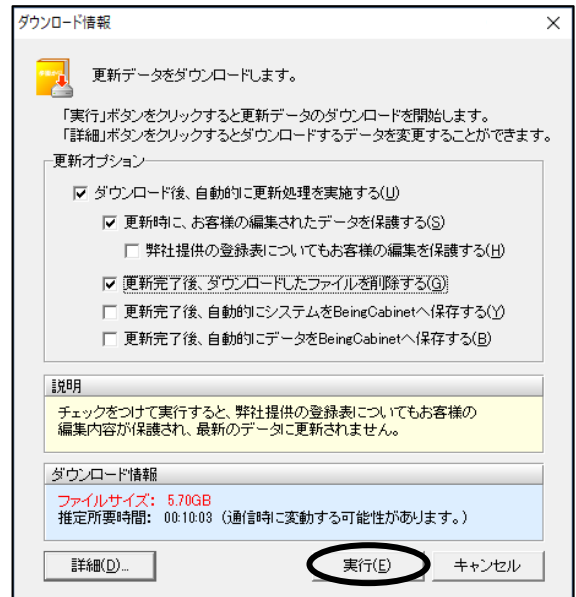 ダウンロード情報
更新データをダウンロードします。
「実行」ボタンをクリックすると更新データのダウンロードを開始します。
「詳細」ボタンをクリックするとダウンロードするデータを変更することができます。
更新オプション
ダウンロード後、自動的に更新処理を実施する(U)
更新時に、お客様の編集されたデータを保護する(S)
弊社提供の登録表についてもお客様の編集を保護する(H)
更新完了後、ダウンロードしたファイルを削除する(G)
更新完了後、自動的にシステムをBeingCabinetへ保存する(Y)
更新完了後、自動的にデータをBeingCabinetへ保存する(B)
説明
チェックをつけて実行すると、弊社提供の登録表についてもお客様の
編集内容が保護され、最新のデータに更新されません。
ダウンロード情報
ファイルサイズ: 5.70GB
推定所要時間: 00:10:03 (通信時に変動する可能性があります。)
詳細(D)... 実行(E) キャンセル